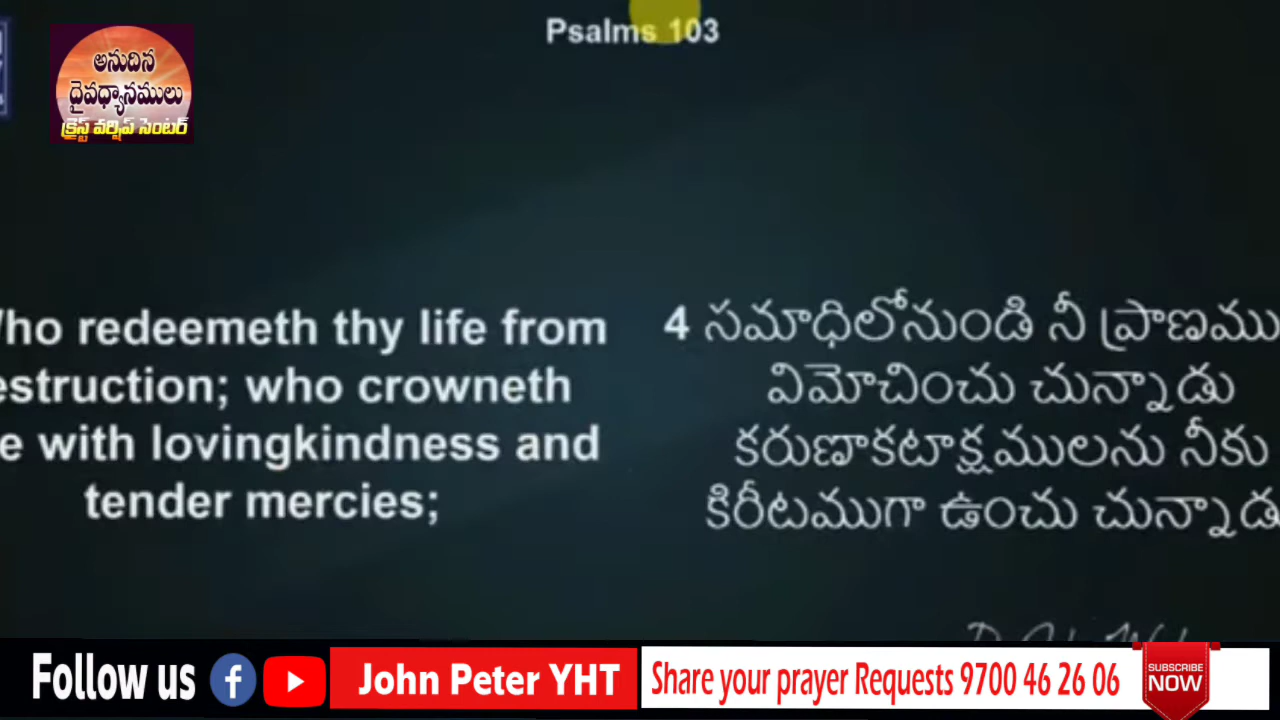 Psalms 103
అనుదిన
దైవధ్యానములు
క్రైస్ట్ వర్షిప్ సెంటర్
ho redeemeth thy life from
estruction; who crowneth
e with lovingkindness and
tender mercies;
4 సమాధిలోనుండి నీ ప్రాణము
విమోచించు చున్నాడు
కరుణాకటాక్షములను నీకు
కిరీటముగా ఉంచు చున్నాడ
Follow us
John Peter YHT
Share your prayer Requests 9700 46 26 06
SUBSCRIBE
NOW